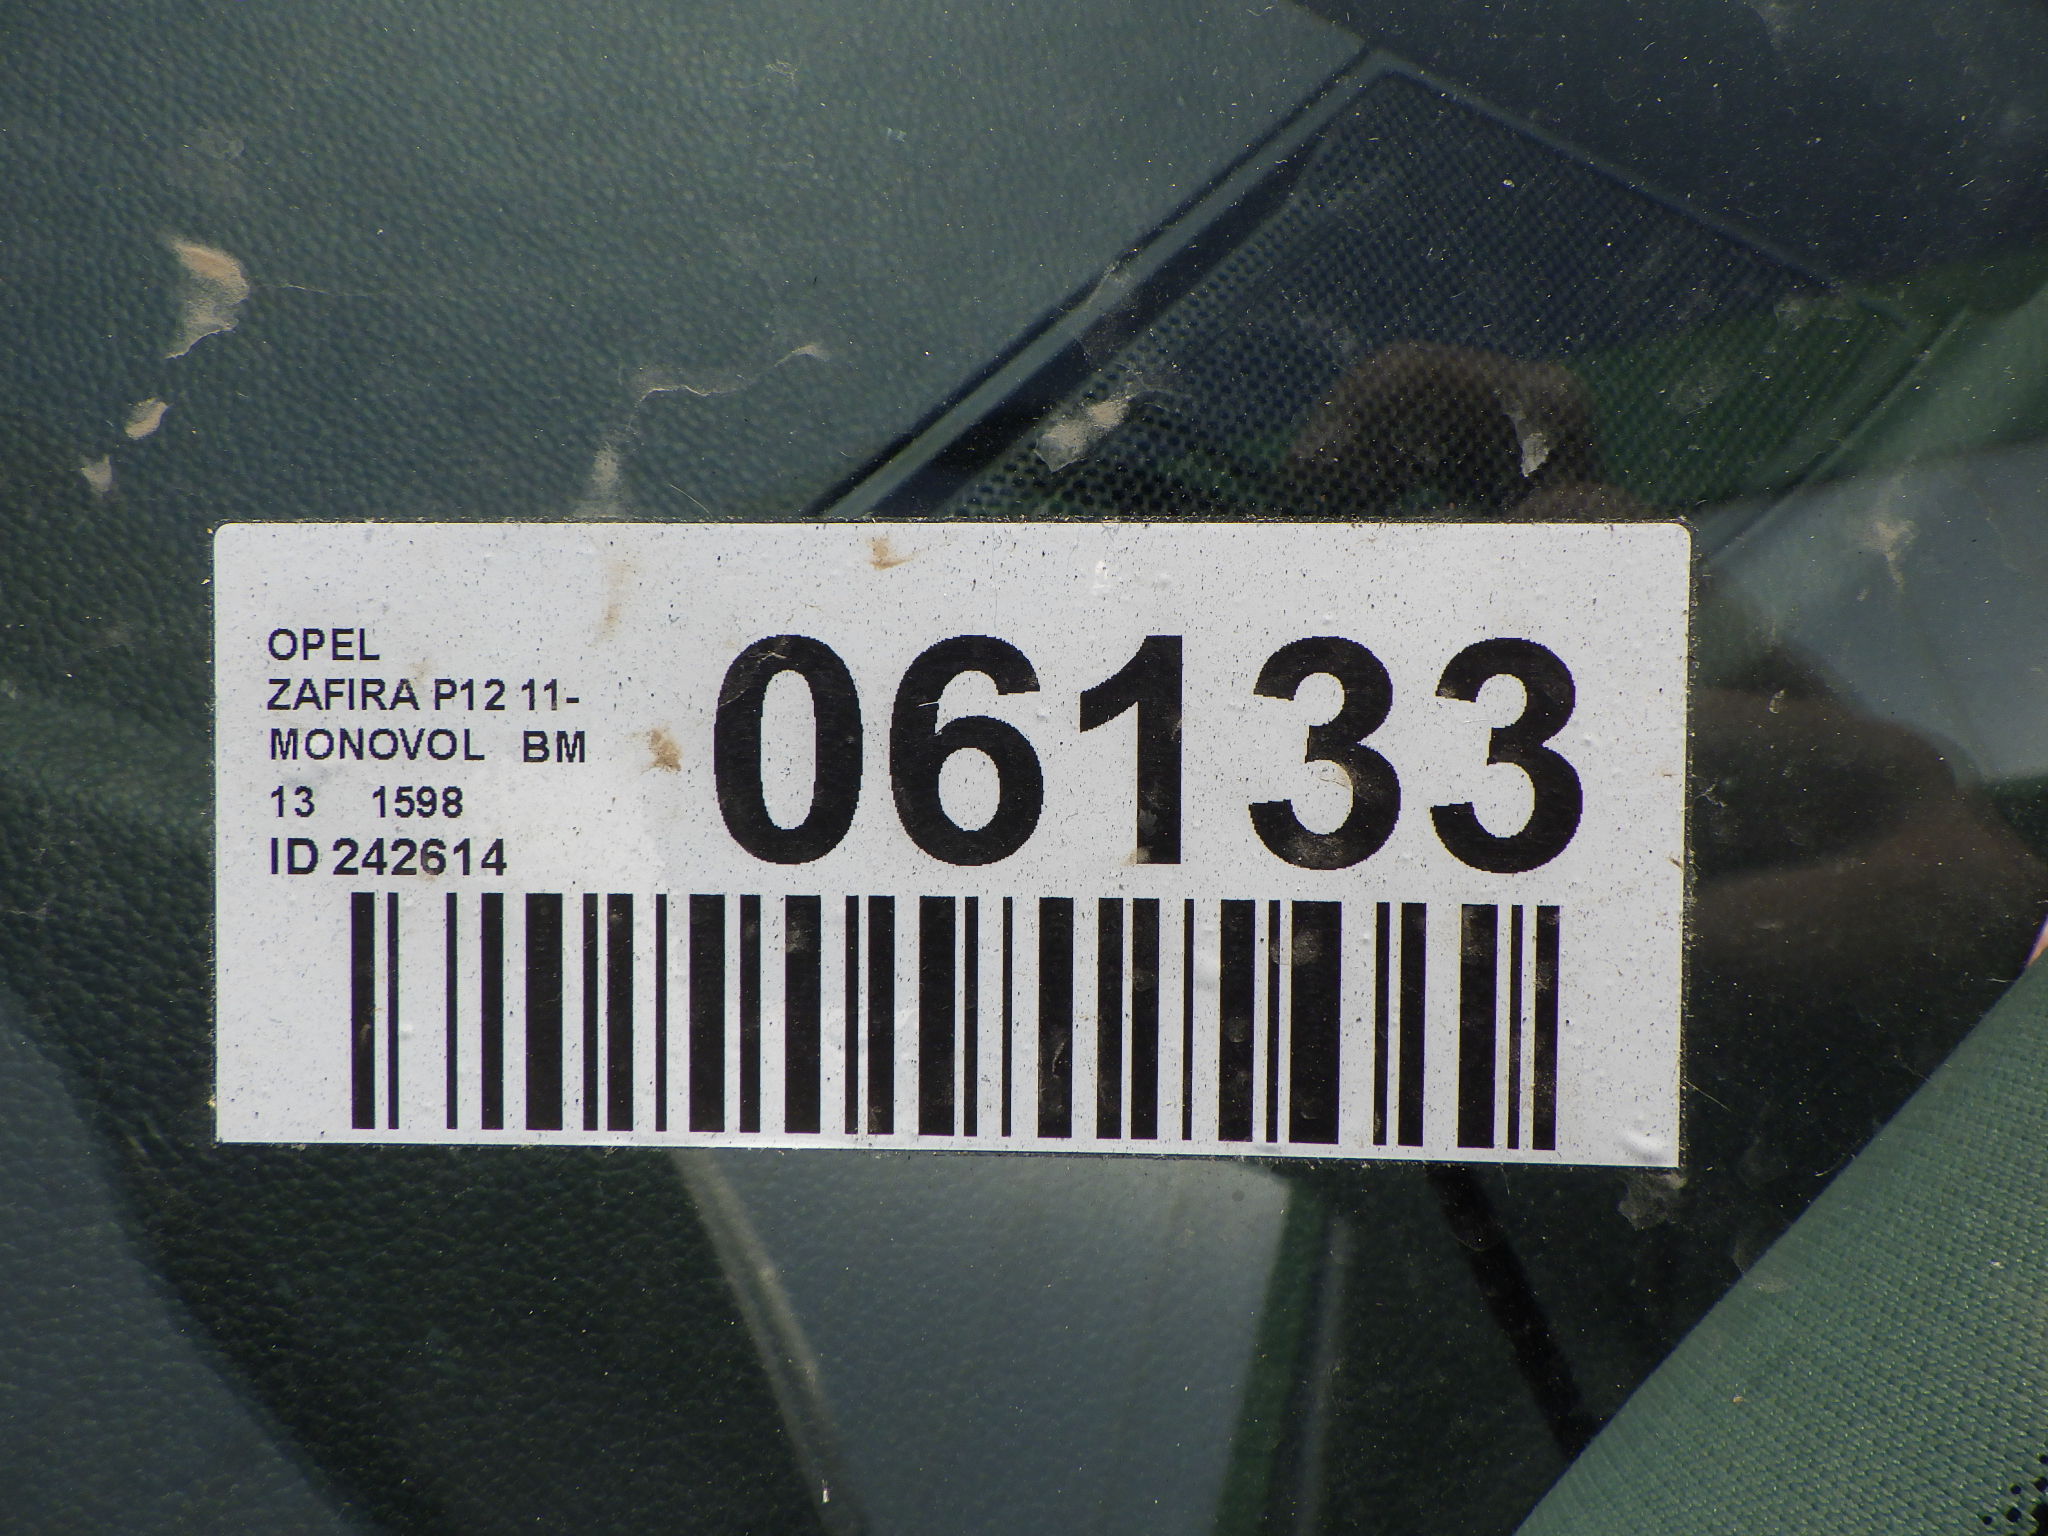 OPEL
ZAFIRA P12 11-
MONOVOL BM
13 1598
ID 242614
06133